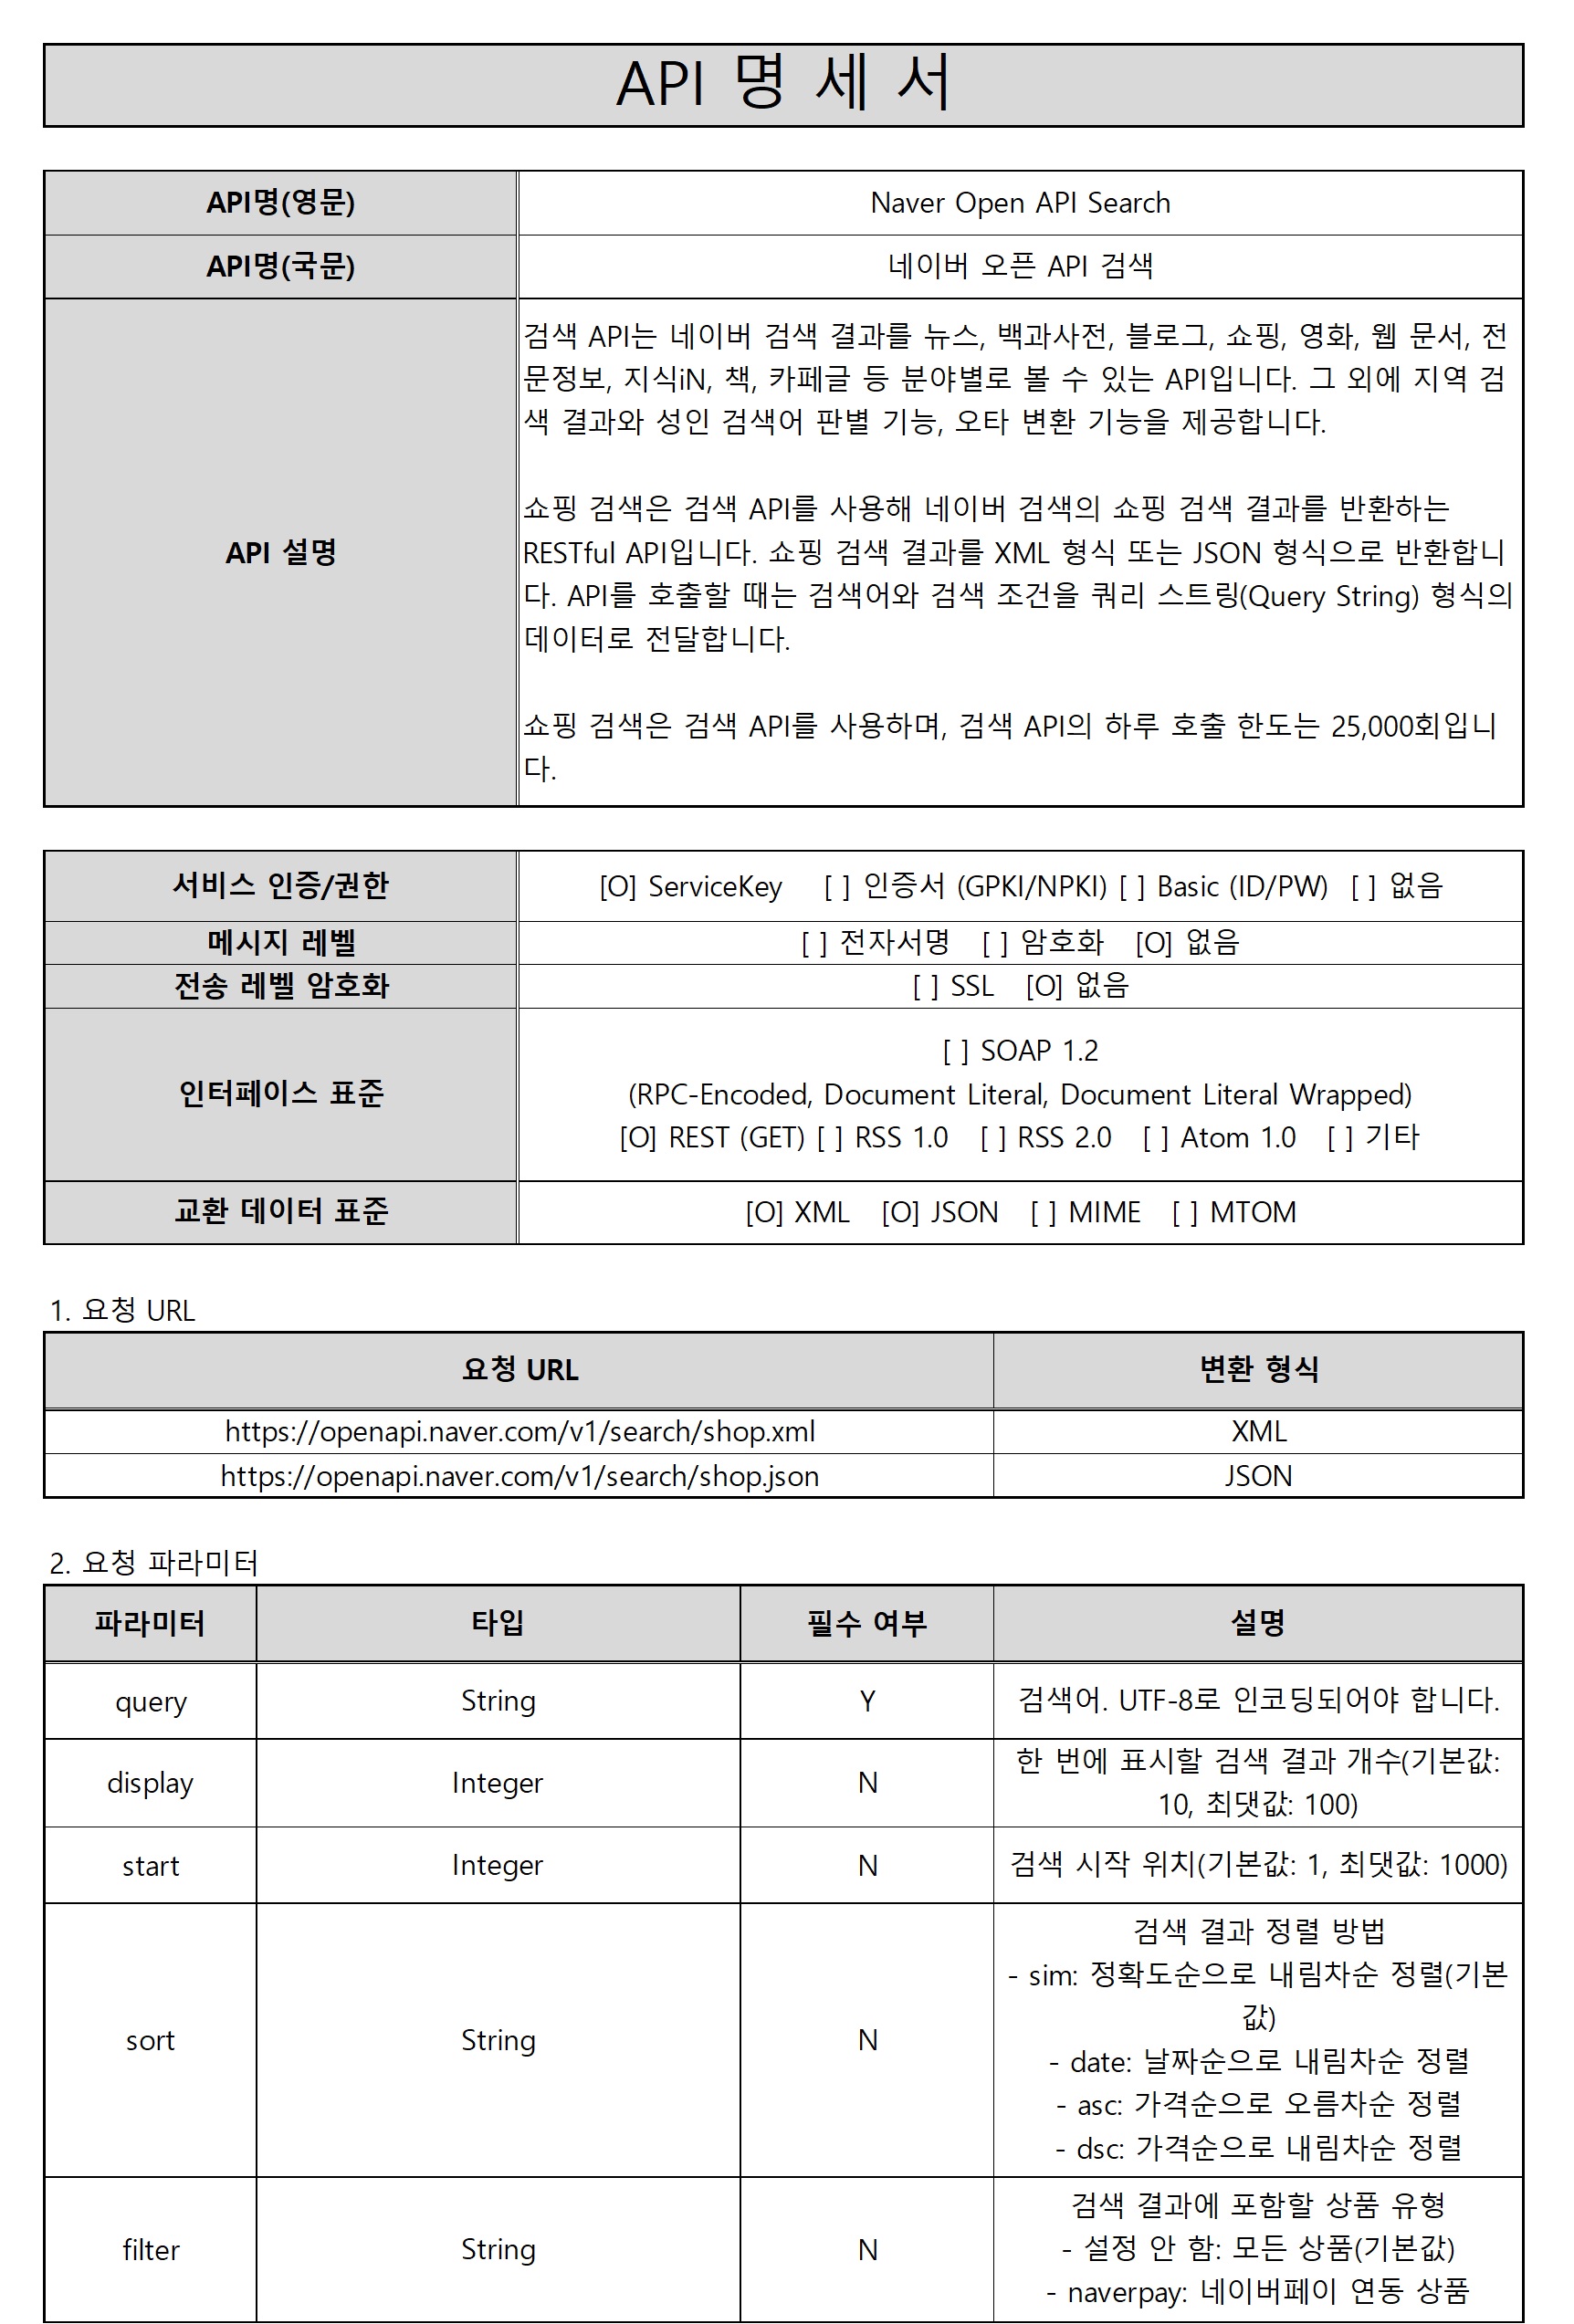 API 명 세 서
API명(영문)
Naver Open API Search
API명(국문)
네이버 오픈 API 검색
API 설명
검색 API는 네이버 검색 결과를 뉴스, 백과사전, 블로그, 쇼핑, 영화, 웹 문서, 전
문정보, 지식iN, 책, 카페글 등 분야별로 볼 수 있는 API입니다. 그 외에 지역 검
색 결과와 성인 검색어 판별 기능, 오타 변환 기능을 제공합니다.
쇼핑 검색은 검색 API를 사용해 네이버 검색의 쇼핑 검색 결과를 반환하는
RESTful API입니다. 쇼핑 검색 결과를 XML 형식 또는 JSON 형식으로 반환합니
다. API를 호출할 때는 검색어와 검색 조건을 쿼리 스트링(Query String) 형식의
데이터로 전달합니다.
쇼핑 검색은 검색 API를 사용하며, 검색 API의 하루 호출 한도는 25,000회입니
다.
서비스 인증/권한
[O] ServiceKey [ ] 인증서 (GPKI/NPKI) [ ] Basic (ID/PW) [ ] 없음
메시지 레벨
[ ] 전자서명 [ ] 암호화 [O] 없음
전송 레벨 암호화
[ ] SSL [O] 없음
인터페이스 표준
[ ] SOAP 1.2
(RPC-Encoded, Document Literal, Document Literal Wrapped)
[O] REST (GET) [ ] RSS 1.0 [ ] RSS 2.0 [ ] Atom 1.0 [ ] 기타
교환 데이터 표준
[O] XML [O] JSON [ ] MIME [ ] MTOM
1. 요청 URL
요청 URL 변환 형식
https://openapi.naver.com/v1/search/shop.xml XML
https://openapi.naver.com/v1/search/shop.json JSON
2. 요청 파라미터
파라미터 타입 필수 여부 설명
query String Y 검색어. UTF-8로 인코딩되어야 합니다.
display Integer N 한 번에 표시할 검색 결과 개수(기본값:
10, 최댓값: 100)
start Integer N 검색 시작 위치(기본값: 1, 최댓값: 1000)
sort String N 검색 결과 정렬 방법
- sim: 정확도순으로 내림차순 정렬(기본
값)
- date: 날짜순으로 내림차순 정렬
- asc: 가격순으로 오름차순 정렬
- dsc: 가격순으로 내림차순 정렬
filter String N 검색 결과에 포함할 상품 유형
- 설정 안 함: 모든 상품(기본값)
- naverpay: 네이버페이 연동 상품